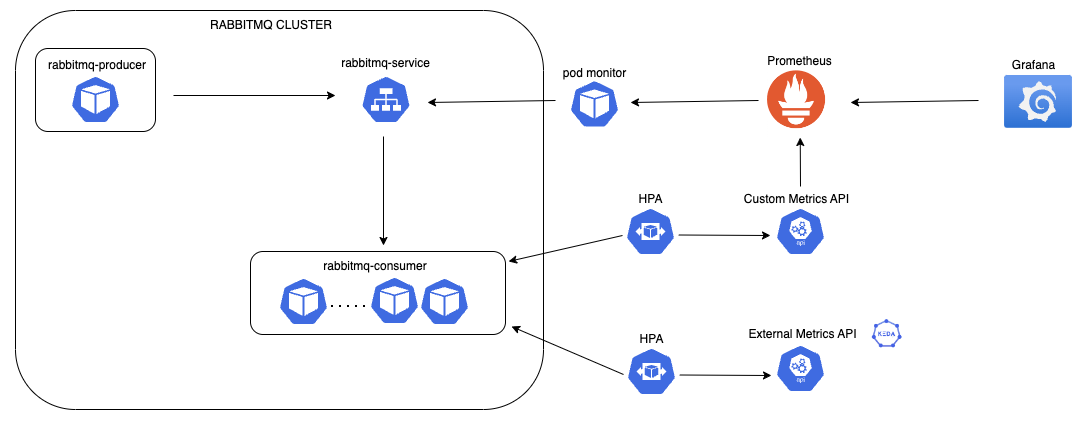 RABBITMQ CLUSTER
rabbitmq-producer
rabbitmq-service
pod monitor
Prometheus
Grafana
HPA
Custom Metrics API
api
rabbitmq-consumer
HPA
External Metrics API
KEDA
api